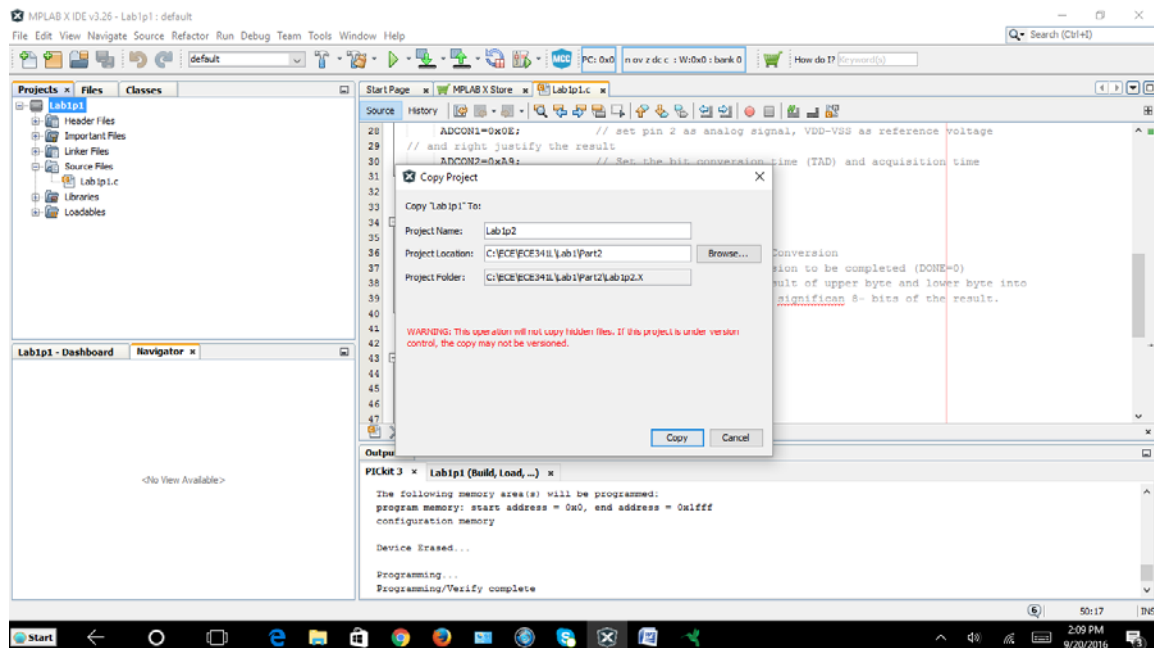 MPLAB X IDE v3.26 - Lab1p1 : default
File Edit View Navigate Source Refactor Run Debug Team Tools Window Help
Search (Ctrl+I)
default
MCC
PC: 0x0
n ov z dc c : W:0x0 : bank 0
How do I?
Keyword(s)
Projects Files Classes
Start Page MPLAB X Store Lab1p1.c
Lab1p1
Header Files
Important Files
Linker Files
Source Files
Lab1p1.c
Libraries
Loadables
Source History
28 ADCON1=0x0E; // set pin 2 as analog signal, VDD-VSS as reference voltage
29 // and right justify the result
30 ADCON2=0xA9; // Set the bit conversion time (TAD) and acquisition time
31
32
33
34
35
36 Conversion
37 sion to be completed (DONE=0)
38 sult of upper byte and lower byte into
39 significan 8- bits of the result.
40
41
42
43
44
45
46
47
Copy Project
Copy "Lab1p1" To:
Project Name: Lab1p2
Project Location: C:\ECE\ECE341L\Lab1\Part2 Browse...
Project Folder: C:\ECE\ECE341L\Lab1\Part2\Lab1p2.X
WARNING: This operation will not copy hidden files. If this project is under version
control, the copy may not be versioned.
Copy Cancel
Lab1p1 - Dashboard Navigator
<No View Available>
Outpu
PICkit 3 Lab1p1 (Build, Load, ...)
The following memory area(s) will be programmed:
program memory: start address = 0x0, end address = 0x1fff
configuration memory
Device Erased...
Programming...
Programming/Verify complete
6 50:17 INS
Start
2:09 PM
9/20/2016